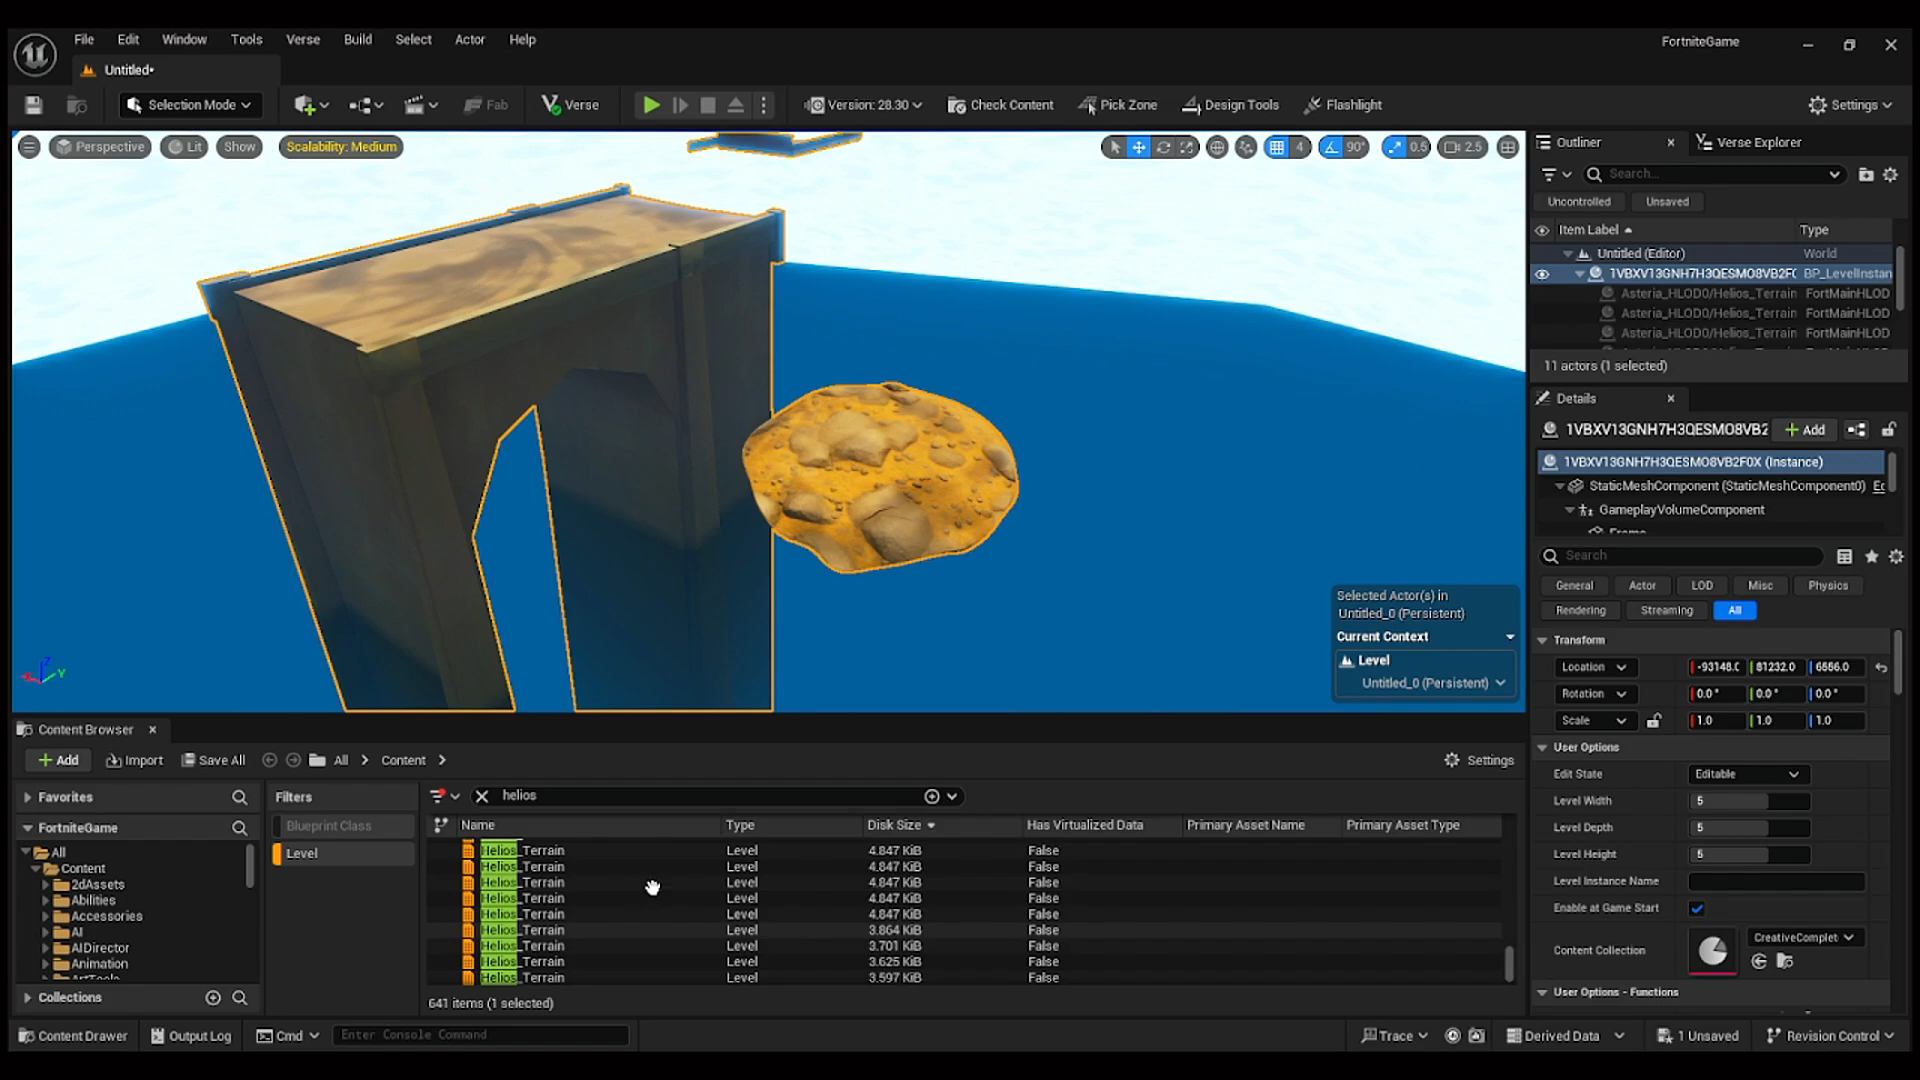 File Edit Window Tools Verse Build Select Actor Help
FortniteGame
Untitled•
Selection Mode
Fab
Verse
Version: 28.30
Check Content
Pick Zone
Design Tools
Flashlight
Settings
Perspective
Lit
Show
Scalability: Medium
4
90°
0.5
2.5
Selected Actor(s) in
Untitled_0 (Persistent)
Current Context
Level
Untitled_0 (Persistent)
Outliner
Verse Explorer
Search...
Uncontrolled
Unsaved
Item Label
Type
Untitled (Editor) World
1VBXV13GNH7H3QESMO8VB2F( BP_LevelInstan
Asteria_HLOD0/Helios_Terrain FortMainHLOD
Asteria_HLOD0/Helios_Terrain FortMainHLOD
Asteria_HLOD0/Helios_Terrain FortMainHLOD
11 actors (1 selected)
Details
1VBXV13GNH7H3QESMO8VB2
Add
1VBXV13GNH7H3QESMO8VB2F0X (Instance)
StaticMeshComponent (StaticMeshComponent0)
GameplayVolumeComponent
Search
General Actor LOD Misc Physics
Rendering Streaming All
Transform
Location -93148.( 81232.0 6656.0
Rotation 0.0° 0.0° 0.0°
Scale 1.0 1.0 1.0
User Options
Edit State Editable
Level Width 5
Level Depth 5
Level Height 5
Level Instance Name
Enable at Game Start
Content Collection CreativeComplet
User Options - Functions
Content Browser
Add Import Save All All Content Settings
Favorites
FortniteGame
All
Content
2dAssets
Abilities
Accessories
AI
AIDirector
Animation
Collections
Filters
Blueprint Class
Level
helios
Name Type Disk Size Has Virtualized Data Primary Asset Name Primary Asset Type
Helios_Terrain Level 4.847 KiB False
Helios_Terrain Level 4.847 KiB False
Helios_Terrain Level 4.847 KiB False
Helios_Terrain Level 4.847 KiB False
Helios_Terrain Level 4.847 KiB False
Helios_Terrain Level 3.864 KiB False
Helios_Terrain Level 3.701 KiB False
Helios_Terrain Level 3.625 KiB False
Helios_Terrain Level 3.597 KiB False
641 items (1 selected)
Content Drawer
Output Log
Cmd
Enter Console Command
Trace
Derived Data
1 Unsaved
Revision Control